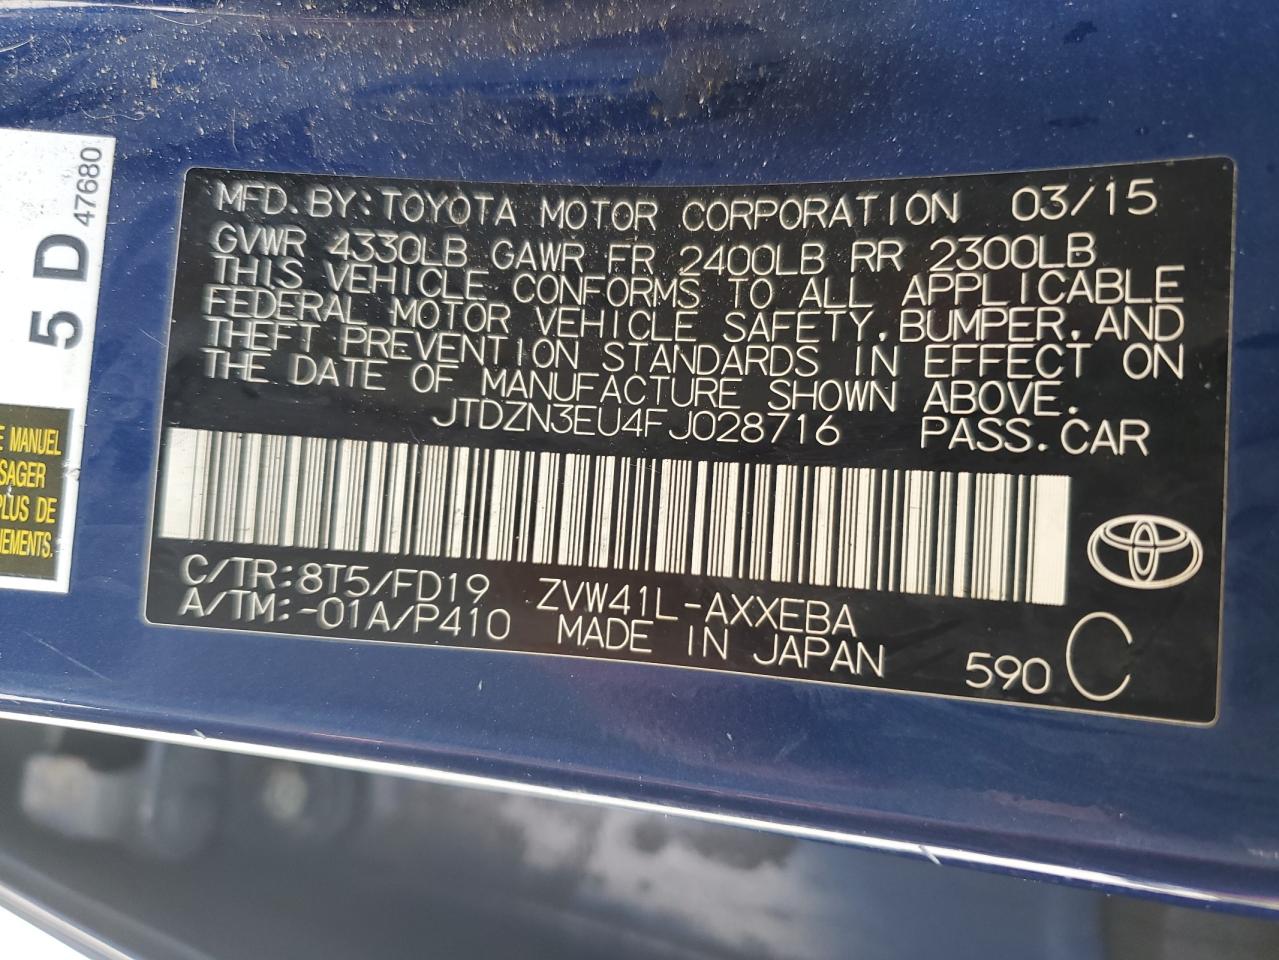 5 D 47680
E MANUEL
SAGER
PLUS DE
NEMENTS.
MFD.BY:TOYOTA MOTOR CORPORATION 03/15
GVWR 4330LB GAWR FR 2400LB RR 2300LB
THIS VEHICLE CONFORMS TO ALL APPLICABLE
FEDERAL MOTOR VEHICLE SAFETY,BUMPER,AND
THEFT PREVENTION STANDARDS IN EFFECT ON
THE DATE OF MANUFACTURE SHOWN ABOVE.
JTDZN3EU4FJ028716 PASS.CAR
C/TR:8T5/FD19 ZVW41L-AXXEBA
A/TM:-01A/P410 MADE IN JAPAN 590 C